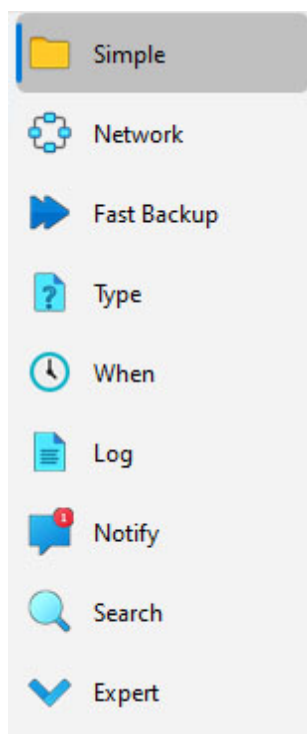 Simple
Network
Fast Backup
?
Type
When
Log
1
Notify
Search
Expert